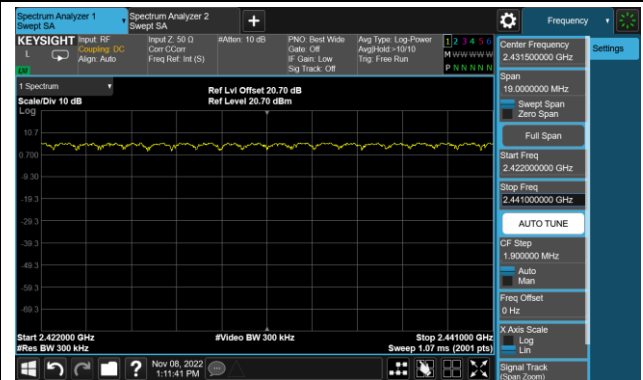 Spectrum Analyzer 1
Swept SA
Spectrum Analyzer 2
Swept SA
+
Frequency
KEYSIGHT
L
LXI
Input: RF
Coupling: DC
Align: Auto
Input Z: 50 Ω
Corr CCorr
Freq Ref: Int (S)
#Atten: 10 dB
PNO: Best Wide
Gate: Off
IF Gain: Low
Sig Track: Off
Avg Type: Log-Power
Avg|Hold:>10/10
Trig: Free Run
1 2 3 4 5 6
M W W W W W
P N N N N N
1 Spectrum
Scale/Div 10 dB
Log
Ref Lvl Offset 20.70 dB
Ref Level 20.70 dBm
10.7
0.700
-9.30
-19.3
-29.3
-39.3
-49.3
-59.3
-69.3
Start 2.422000 GHz
#Res BW 300 kHz
#Video BW 300 kHz
Stop 2.441000 GHz
Sweep 1.07 ms (2001 pts)
Nov 08, 2022
1:11:41 PM
?
Center Frequency
2.431500000 GHz
Settings
Span
19.0000000 MHz
Swept Span
Zero Span
Full Span
Start Freq
2.422000000 GHz
Stop Freq
2.441000000 GHz
AUTO TUNE
CF Step
1.900000 MHz
Auto
Man
Freq Offset
0 Hz
X Axis Scale
Log
Lin
Signal Track
(Span Zoom)